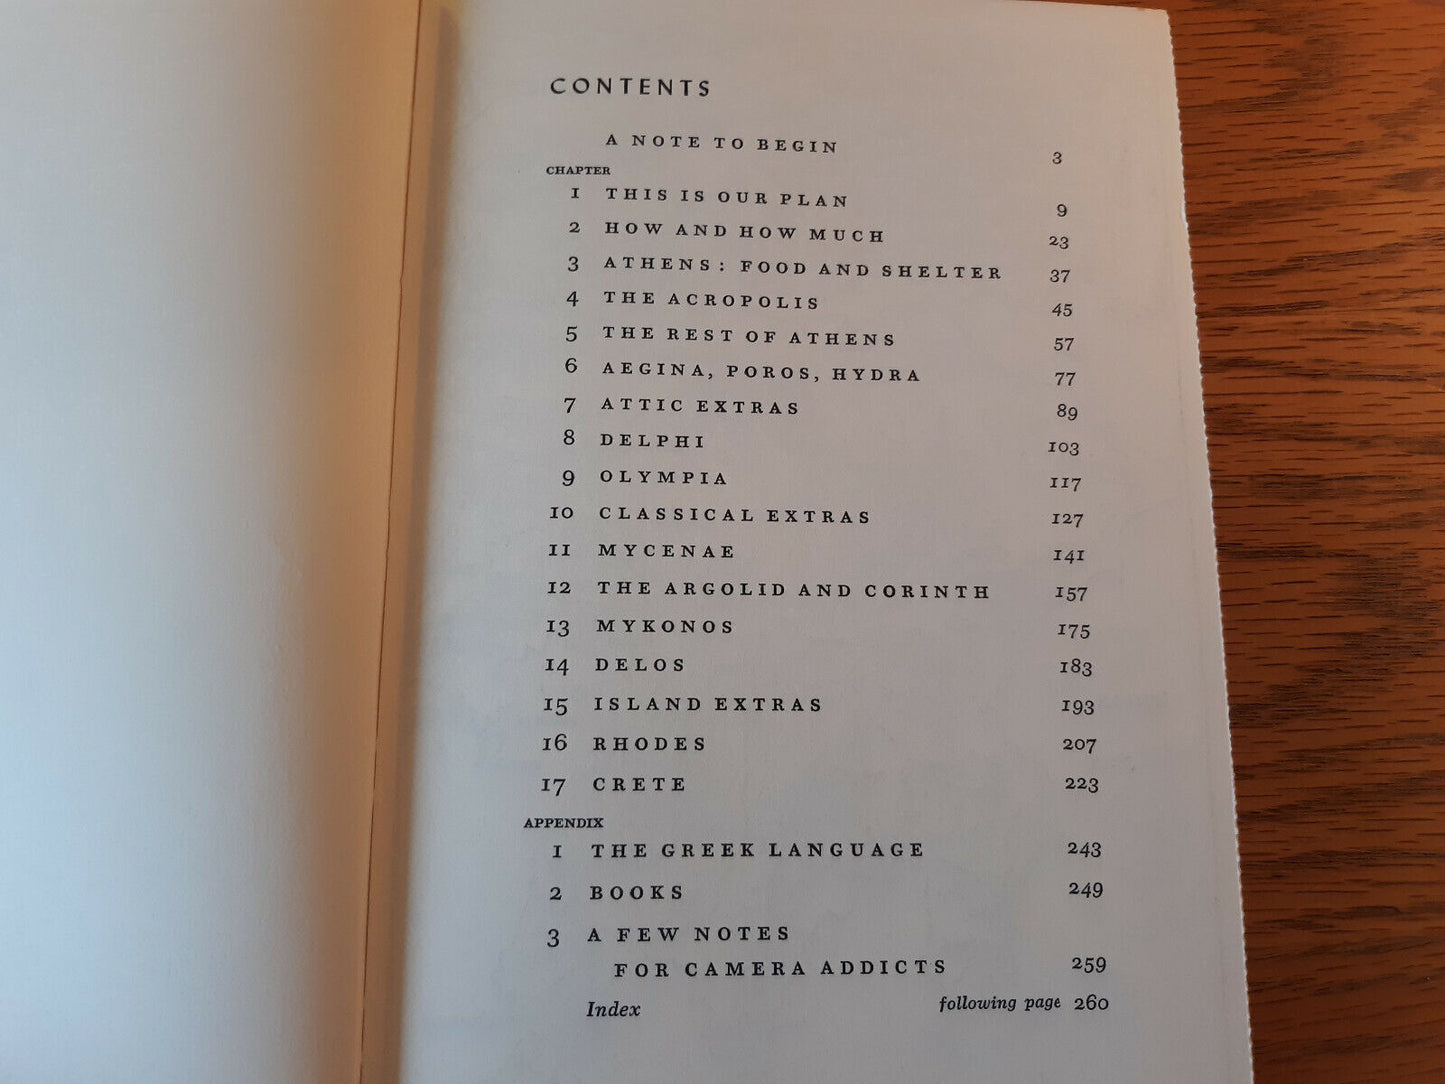 CONTENTS
A NOTE TO BEGIN 3
CHAPTER
1 THIS IS OUR PLAN 9
2 HOW AND HOW MUCH 23
3 ATHENS: FOOD AND SHELTER 37
4 THE ACROPOLIS 45
5 THE REST OF ATHENS 57
6 AEGINA, POROS, HYDRA 77
7 ATTIC EXTRAS 89
8 DELPHI 103
9 OLYMPIA 117
10 CLASSICAL EXTRAS 127
11 MYCENAE 141
12 THE ARGOLID AND CORINTH 157
13 MYKONOS 175
14 DELOS 183
15 ISLAND EXTRAS 193
16 RHODES 207
17 CRETE 223
APPENDIX
1 THE GREEK LANGUAGE 243
2 BOOKS 249
3 A FEW NOTES
FOR CAMERA ADDICTS 259
Index following page 260